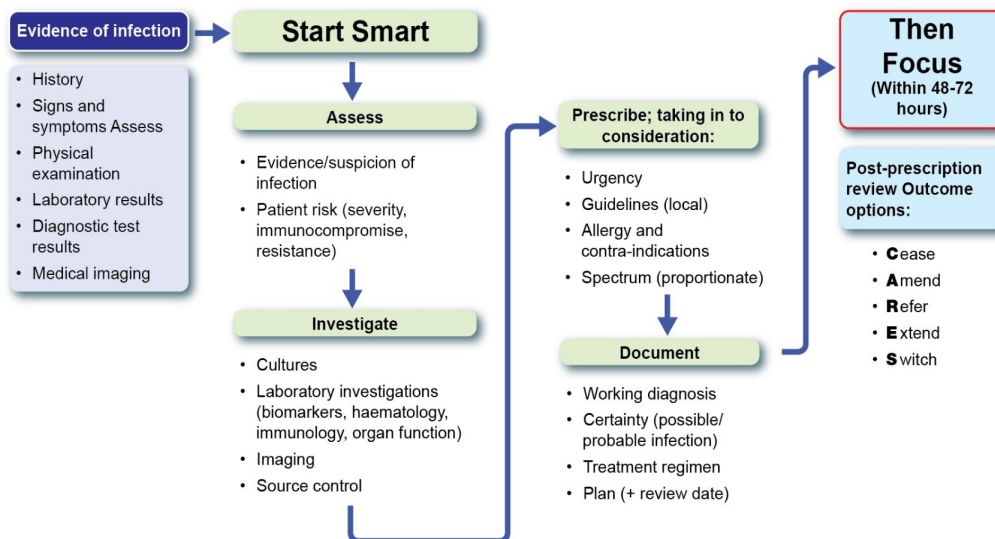 Evidence of infection
• History
• Signs and
symptoms Assess
• Physical
examination
• Laboratory results
• Diagnostic test
results
• Medical imaging
Start Smart
Assess
• Evidence/suspicion of
infection
• Patient risk (severity,
immunocompromise,
resistance)
Investigate
• Cultures
• Laboratory investigations
(biomarkers, haematology,
immunology, organ function)
• Imaging
• Source control
Prescribe; taking in to
consideration:
• Urgency
• Guidelines (local)
• Allergy and
contra-indications
• Spectrum (proportionate)
Document
• Working diagnosis
• Certainty (possible/
probable infection)
• Treatment regimen
• Plan (+ review date)
Then
Focus
(Within 48-72
hours)
Post-prescription
review Outcome
options:
• Cease
• Amend
• Refer
• Extend
• Switch